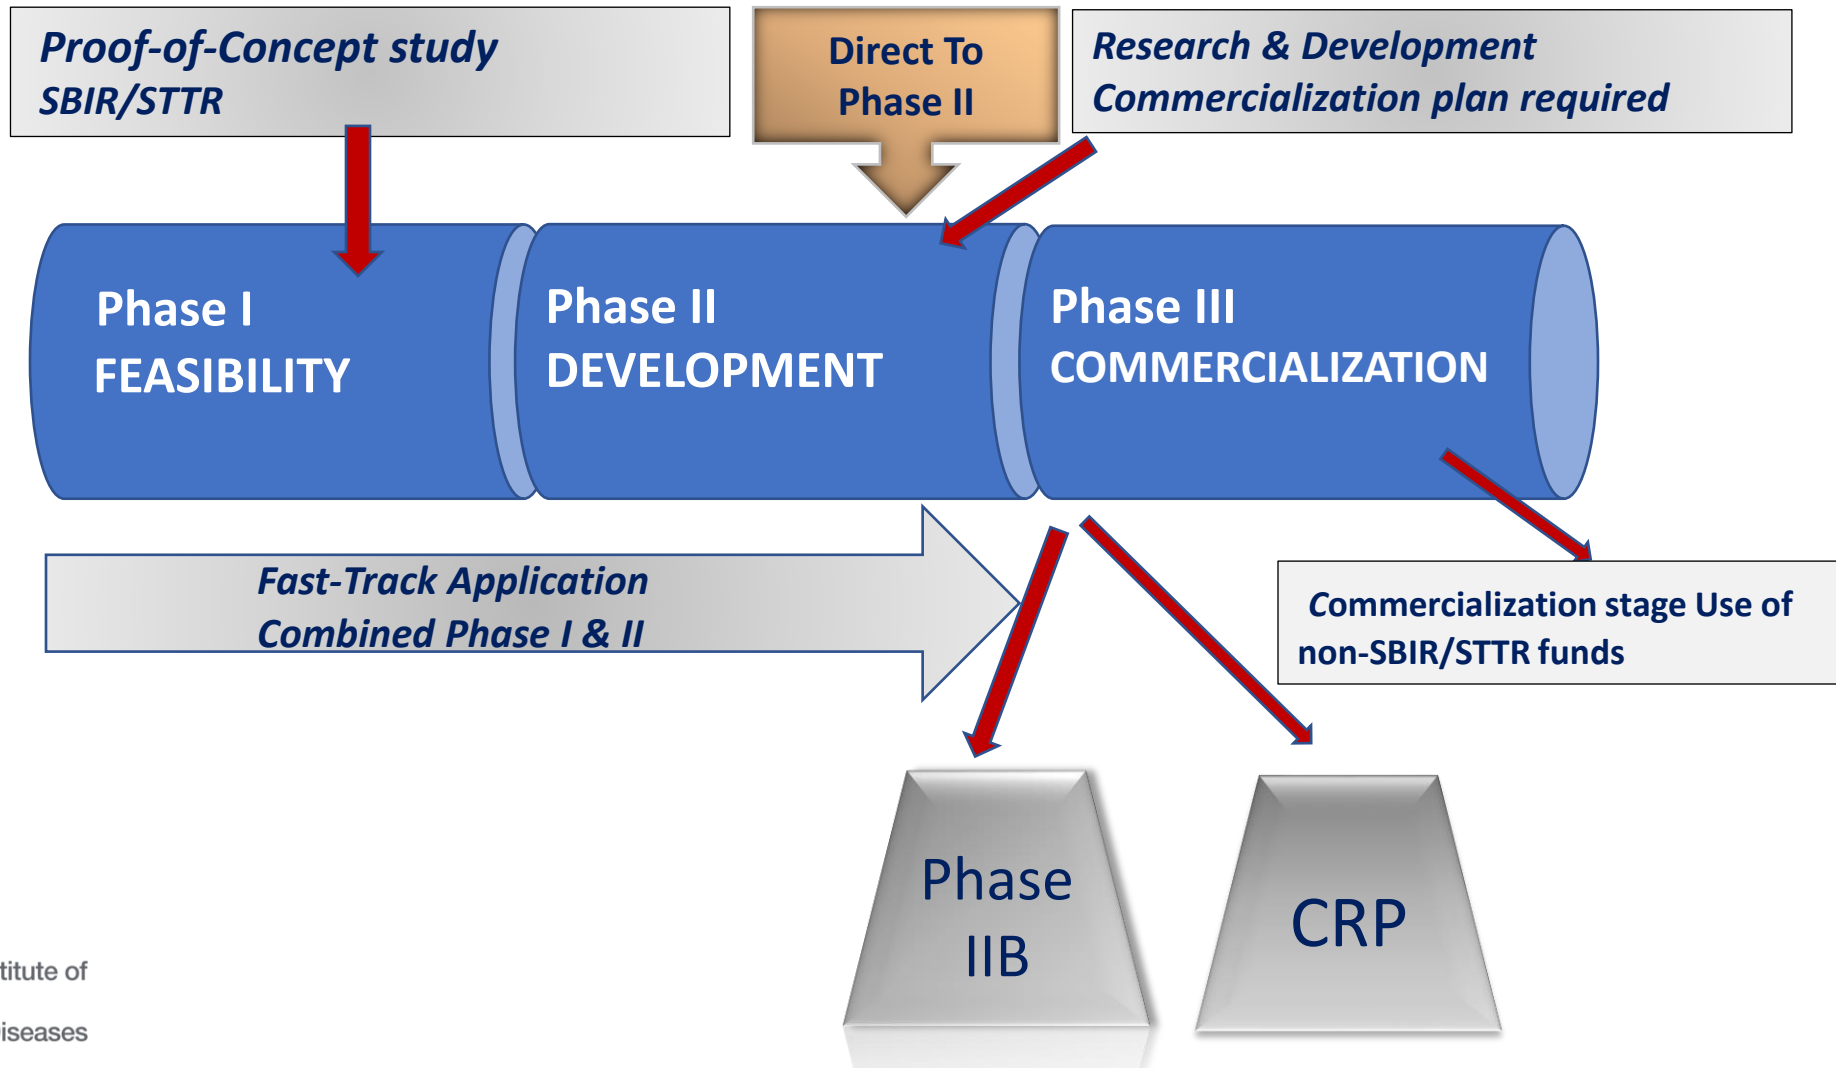 Proof-of-Concept study
SBIR/STTR
Direct To
Phase II
Research & Development
Commercialization plan required
Phase I
FEASIBILITY
Phase II
DEVELOPMENT
Phase III
COMMERCIALIZATION
Fast-Track Application
Combined Phase I & II
Commercialization stage Use of
non-SBIR/STTR funds
Phase
IIB
CRP
titute of
iseases